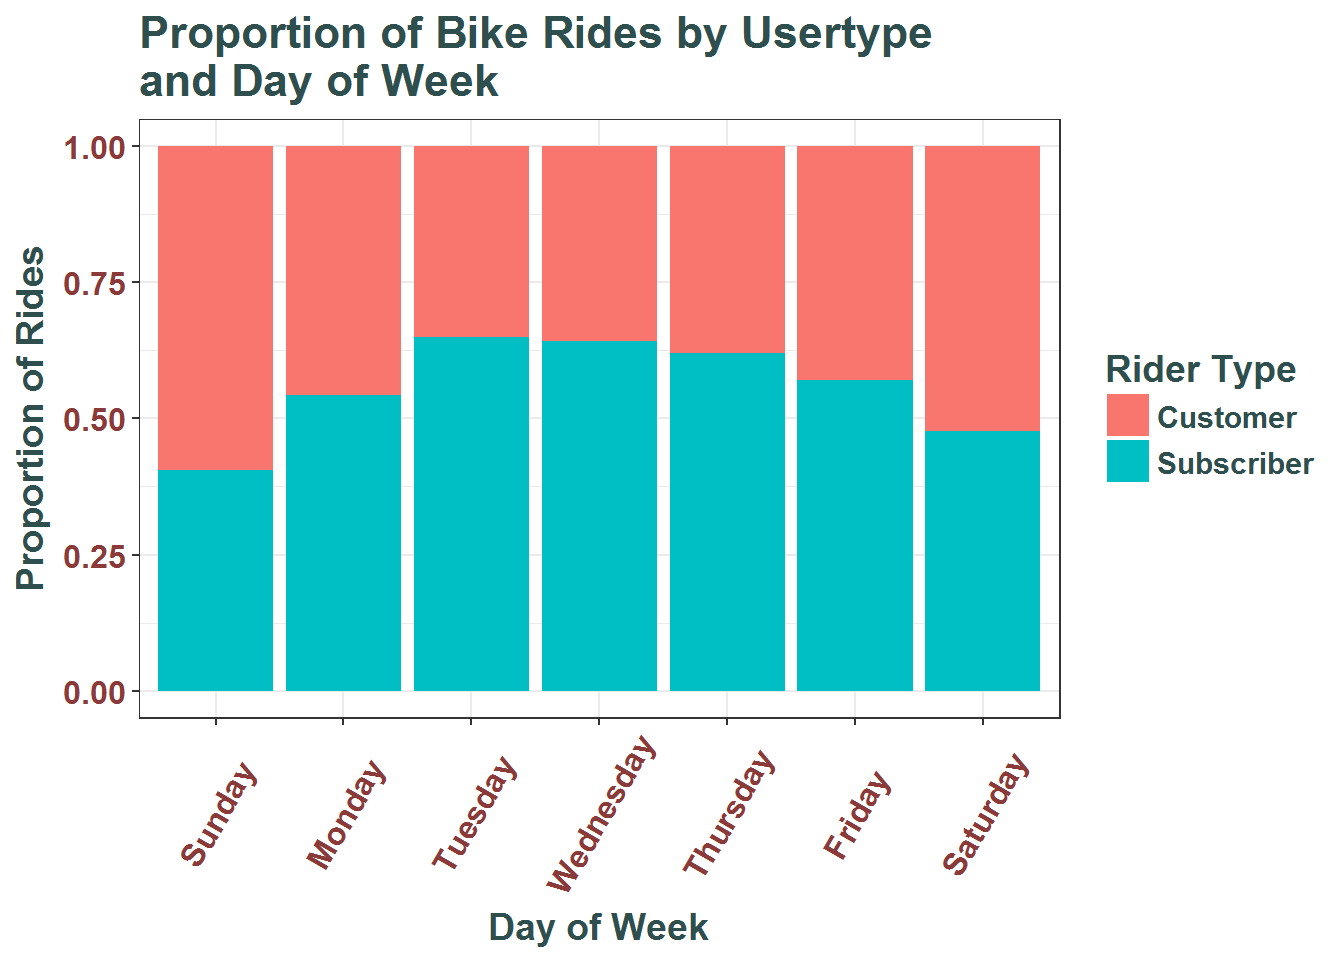 Proportion of Bike Rides by Usertype
and Day of Week
Proportion of Rides
1.00
0.75
0.50
0.25
0.00
Sunday
Monday
Tuesday
Wednesday
Thursday
Friday
Saturday
Day of Week
Rider Type
Customer
Subscriber